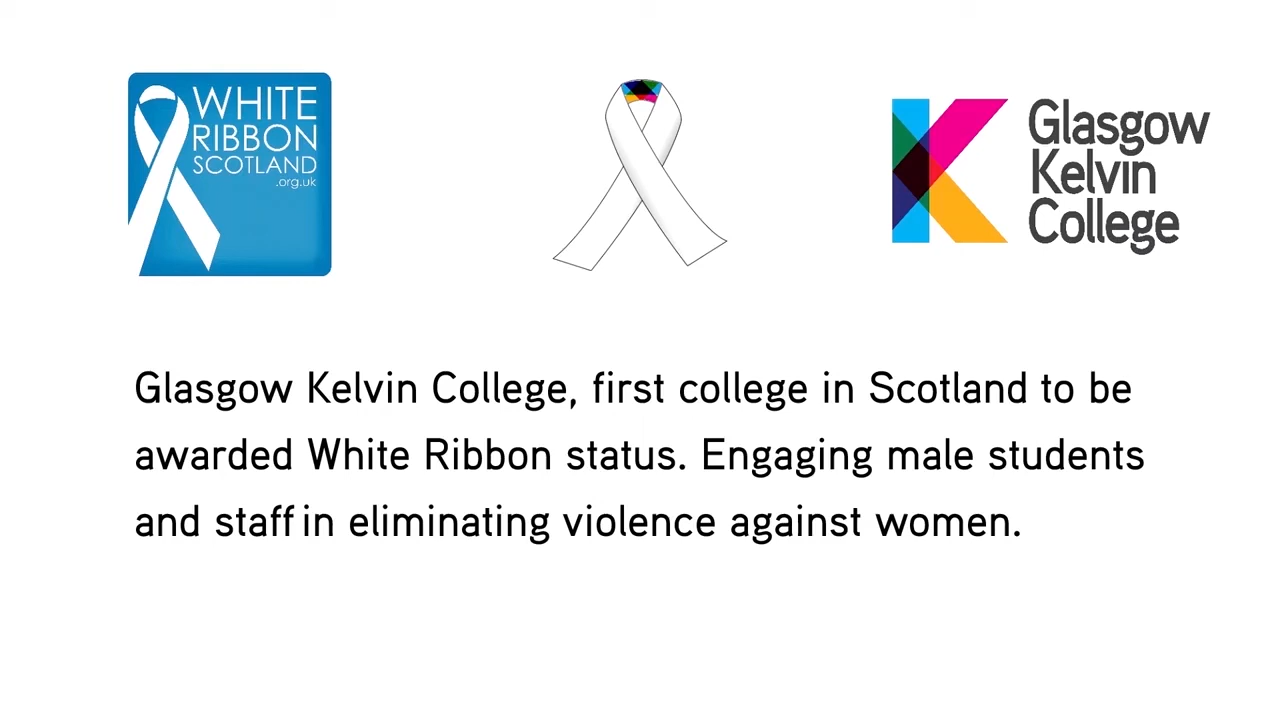 WHITE
RIBBON
SCOTLAND
.org.uk
Glasgow
Kelvin
College
Glasgow Kelvin College, first college in Scotland to be
awarded White Ribbon status. Engaging male students
and staff in eliminating violence against women.